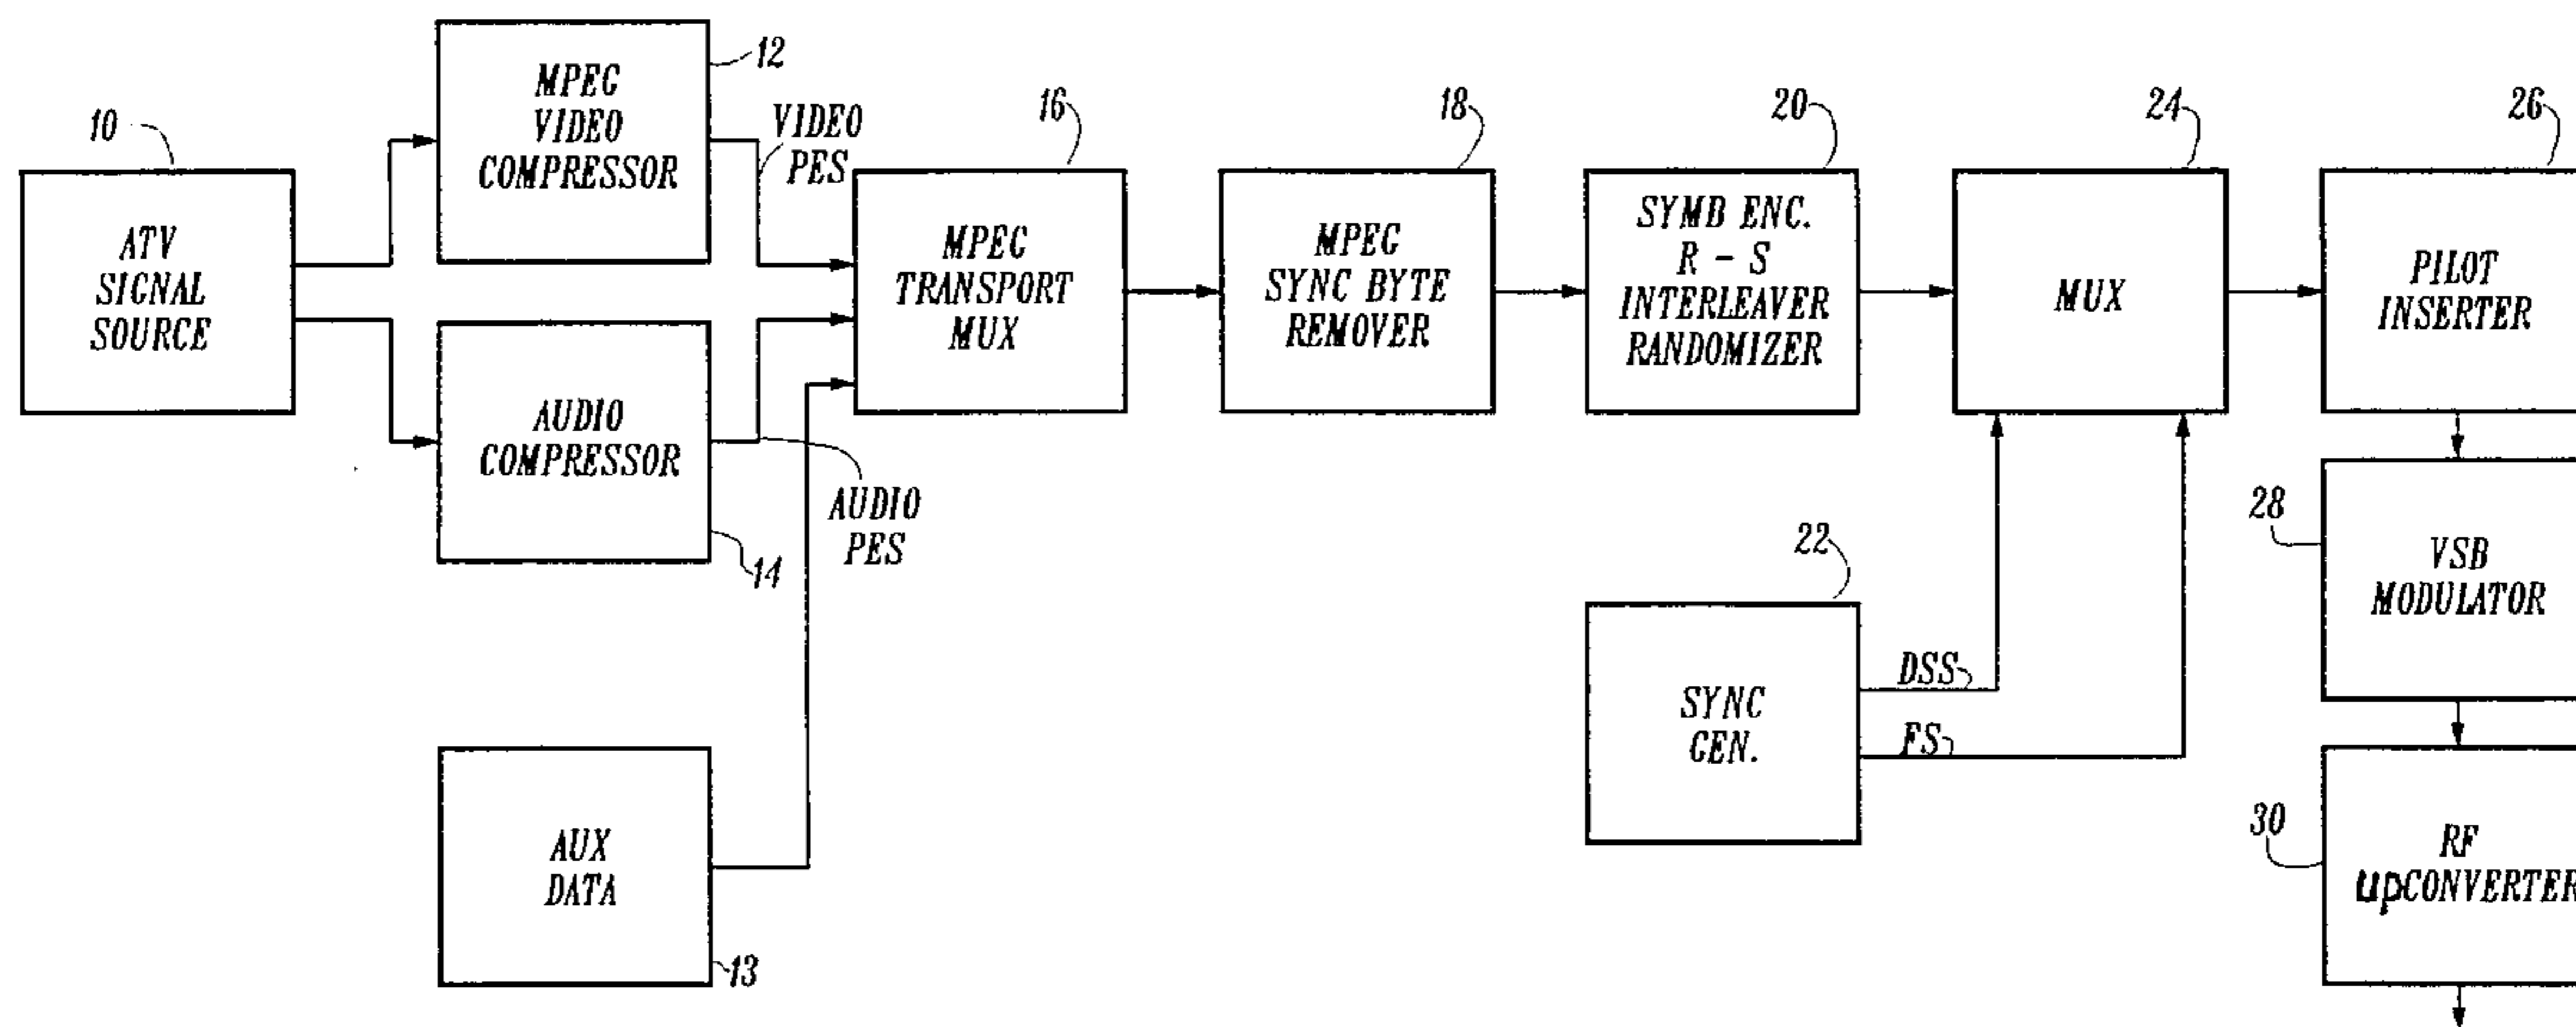 10
ATV
SIGNAL
SOURCE
12
MPEG
VIDEO
COMPRESSOR
VIDEO
PES
AUDIO
COMPRESSOR
14
AUDIO
PES
AUX
DATA
13
16
MPEG
TRANSPORT
MUX
18
MPEG
SYNC BYTE
REMOVER
20
SYMB ENC.
R - S
INTERLEAVER
RANDOMIZER
22
SYNC
GEN.
DSS
FS
24
MUX
26
PILOT
INSERTER
28
VSB
MODULATOR
30
RF
upCONVERTER